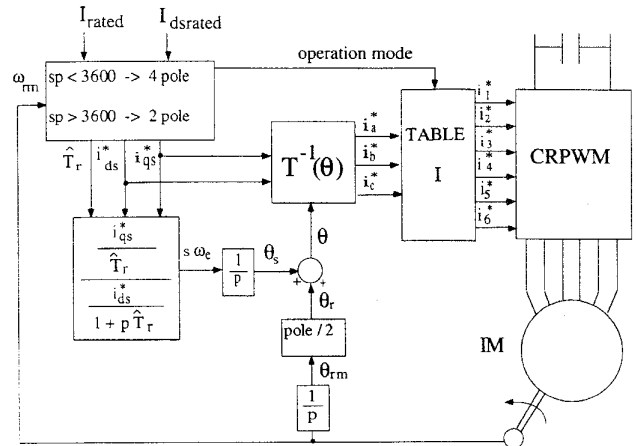 I_rated
I_dsrated
ω_rm
sp < 3600 -> 4 pole
sp > 3600 -> 2 pole
operation mode
T̂_r
i*_ds
i*_qs
T⁻¹(θ)
i*_a
i*_b
i*_c
TABLE
I
i*_1
i*_2
i*_3
i*_4
i*_5
i*_6
CRPWM
i*_qs
T̂_r
i*_ds
1 + p T̂_r
s ω_e
1
p
θ_s
θ
+
+
θ_r
pole / 2
θ_rm
1
p
IM